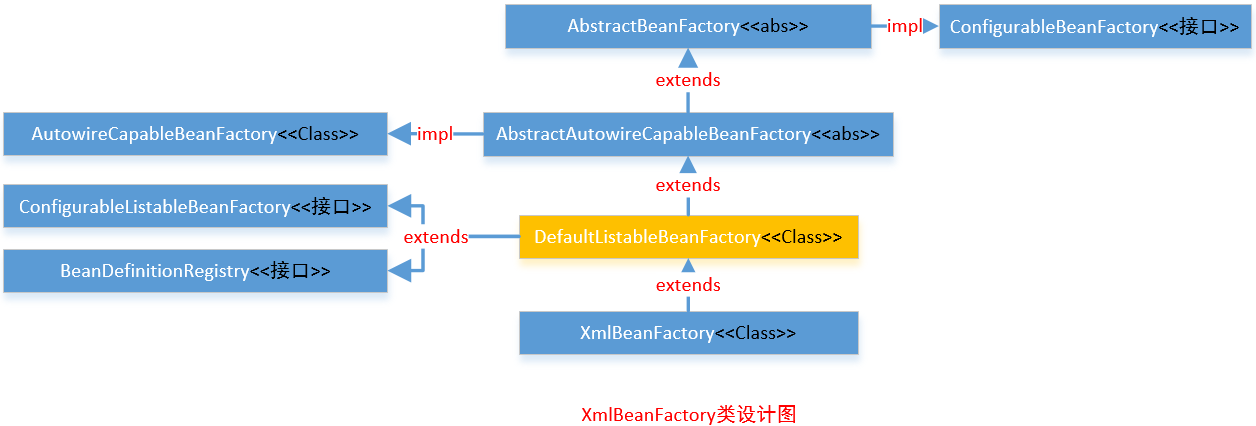 AbstractBeanFactory<<abs>>
impl
ConfigurableBeanFactory<<接口>>
extends
AutowireCapableBeanFactory<<Class>>
impl
AbstractAutowireCapableBeanFactory<<abs>>
extends
ConfigurableListableBeanFactory<<接口>>
extends
DefaultListableBeanFactory<<Class>>
BeanDefinitionRegistry<<接口>>
extends
XmlBeanFactory<<Class>>
XmlBeanFactory类设计图